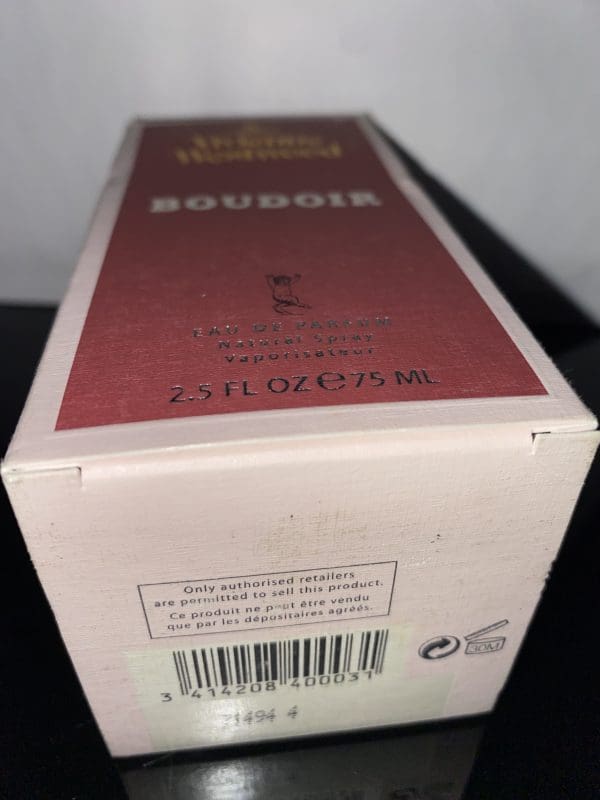 Vivienne
Westwood
BOUDOIR
EAU DE PARFUM
Natural Spray
Vaporisateur
2.5 FL OZ ℮ 75 ML
Only authorised retailers
are permitted to sell this product.
Ce produit ne peut être vendu
que par les dépositaires agréés.
30M
3 414208 400031